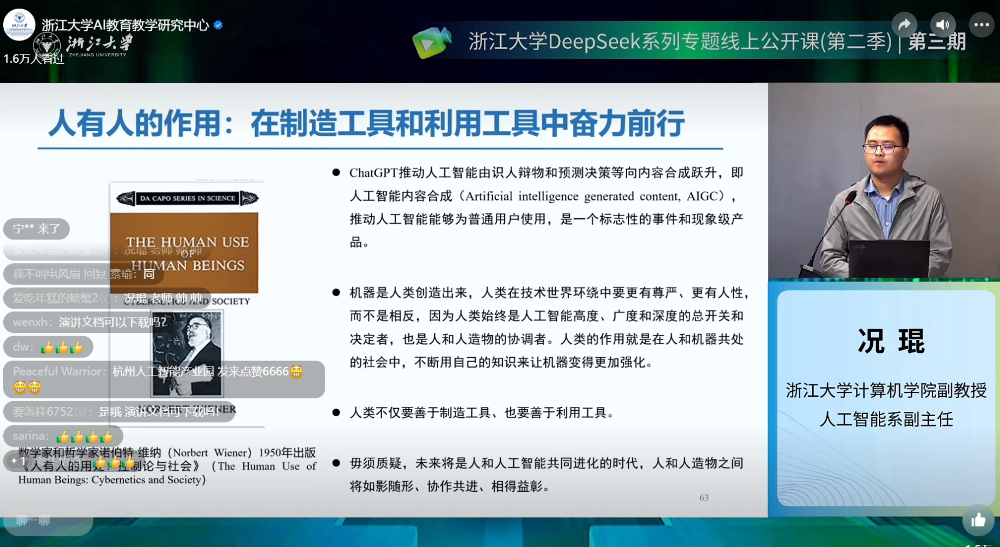 浙江大学AI教育教学研究中心
浙江大学
ZHEJIANG UNIVERSITY
1.6万人看过
浙江大学DeepSeek系列专题线上公开课(第二季) | 第三期
人有人的作用：在制造工具和利用工具中奋力前行
DA CAPO SERIES IN SCIENCE
THE HUMAN USE
OF
HUMAN BEINGS
CYBERNETICS AND SOCIETY
NORBERT WIENER
数学家和哲学家诺伯特·维纳（Norbert Wiener）1950年出版
《人有人的用处：控制论与社会》（The Human Use of
Human Beings: Cybernetics and Society）
● ChatGPT推动人工智能由识人辩物和预测决策等向内容合成跃升，即
人工智能内容合成（Artificial intelligence generated content, AIGC），
推动人工智能能够为普通用户使用，是一个标志性的事件和现象级产
品。
● 机器是人类创造出来，人类在技术世界环绕中要更有尊严、更有人性，
而不是相反，因为人类始终是人工智能高度、广度和深度的总开关和
决定者，也是人和人造物的协调者。人类的作用就是在人和机器共处
的社会中，不断用自己的知识来让机器变得更加强化。
● 人类不仅要善于制造工具、也要善于利用工具。
● 毋须质疑，未来将是人和人工智能共同进化的时代，人和人造物之间
将如影随形、协作共进、相得益彰。
63
宁** 来了
爱吃年糕的螃蟹2：况琨 老师 帅 帅
我不叫电风扇 回复 素瑜：同
爱吃年糕的螃蟹2：况琨 老师 帅 帅
wenxh：演讲文档可以下载吗?
dw：👍👍👍
Peaceful Warrior：杭州人工智能产业园 发来点赞6666😁
😁😁
要怎样6752：是哦 演讲文档可下载吗?
sarina：👍👍👍👍
1
👍👍👍
聊一聊
况 琨
浙江大学计算机学院副教授
人工智能系副主任